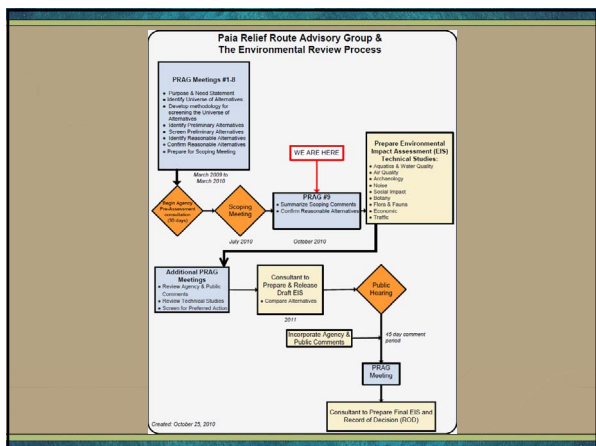 Paia Relief Route Advisory Group &
The Environmental Review Process
PRAG Meetings #1-8
• Purpose & Need Statement
• Identify Universe of Alternatives
• Develop methodology for
screening the Universe of
Alternatives
• Identify Preliminary Alternatives
• Screen Preliminary Alternatives
• Identify Reasonable Alternatives
• Confirm Reasonable Alternatives
• Prepare for Scoping Meeting
March 2009 to
March 2010
Begin Agency
Pre-Assessment
consultation
(30 days)
Scoping
Meeting
July 2010
WE ARE HERE
PRAG #9
• Summarize Scoping Comments
• Confirm Reasonable Alternatives
October 2010
Prepare Environmental
Impact Assessment (EIS)
Technical Studies:
• Aquatics & Water Quality
• Air Quality
• Archaeology
• Noise
• Social Impact
• Botany
• Flora & Fauna
• Economic
• Traffic
Additional PRAG
Meetings
• Review Agency & Public
Comments
• Review Technical Studies
• Screen for Preferred Action
Consultant to
Prepare & Release
Draft EIS
• Compare Alternatives
2011
Public
Hearing
Incorporate Agency &
Public Comments
45 day comment
period
PRAG
Meeting
Consultant to Prepare Final EIS and
Record of Decision (ROD)
Created: October 25, 2010